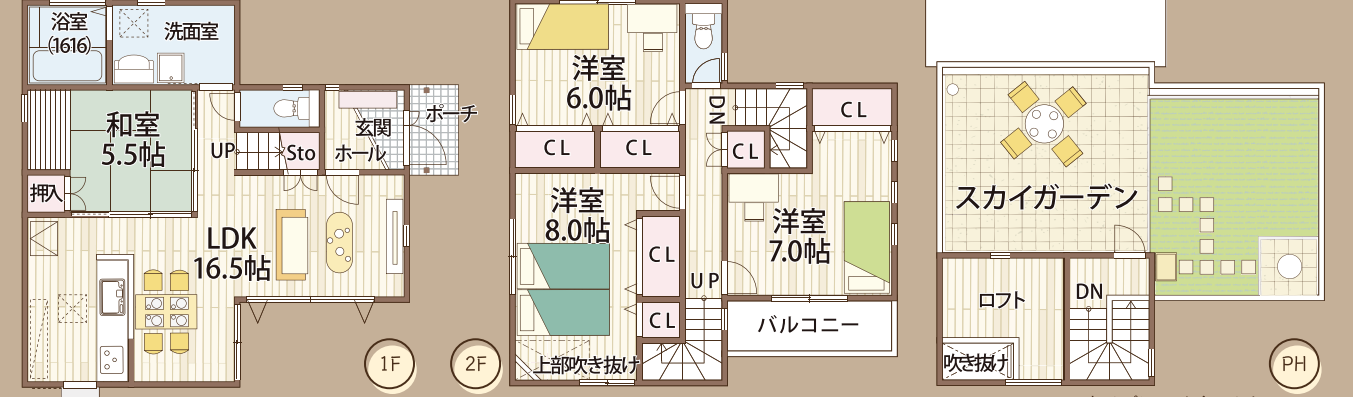 浴室
(1616)
洗面室
和室
5.5帖
押入
UP
Sto
玄関
ホール
ポーチ
LDK
16.5帖
1F
洋室
6.0帖
CL
CL
DN
CL
CL
洋室
8.0帖
CL
CL
洋室
7.0帖
UP
バルコニー
上部吹き抜け
2F
スカイガーデン
ロフト
吹き抜け
DN
PH